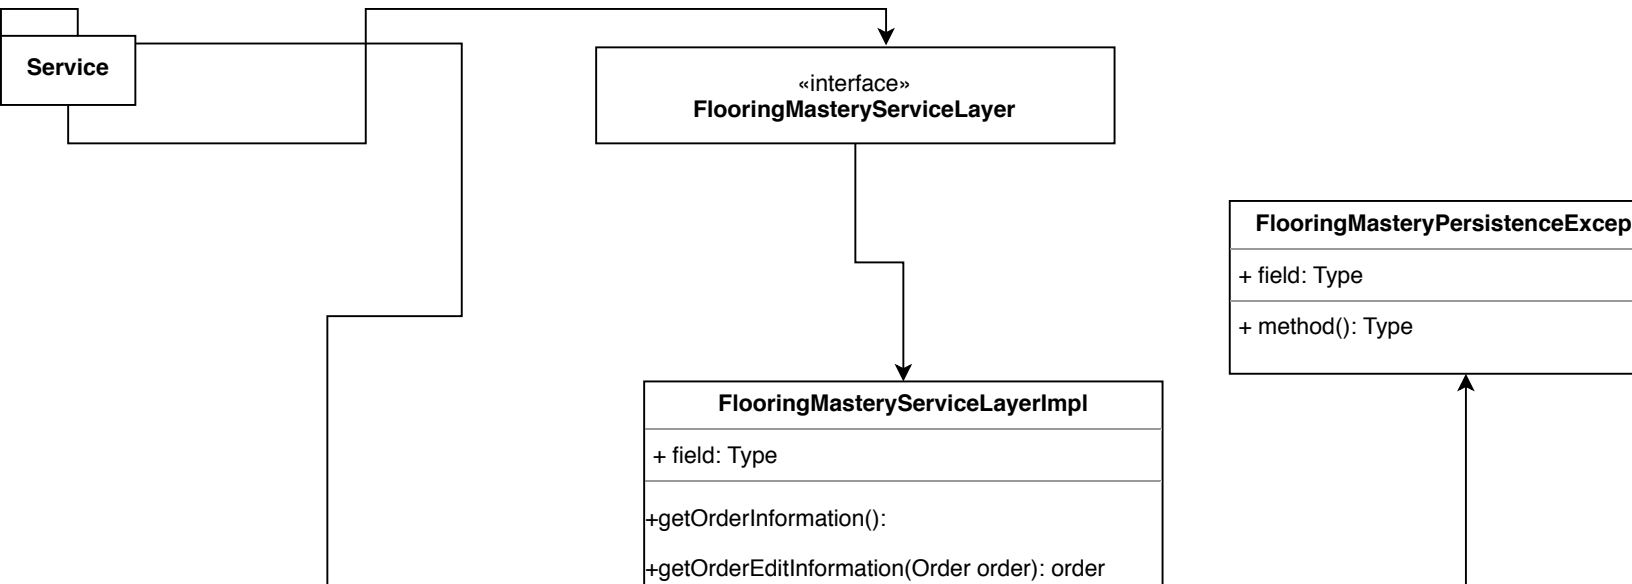 Service
«interface»
FlooringMasteryServiceLayer
FlooringMasteryPersistenceExcep
+ field: Type
+ method(): Type
FlooringMasteryServiceLayerImpl
+ field: Type
+getOrderInformation():
+getOrderEditInformation(Order order): order